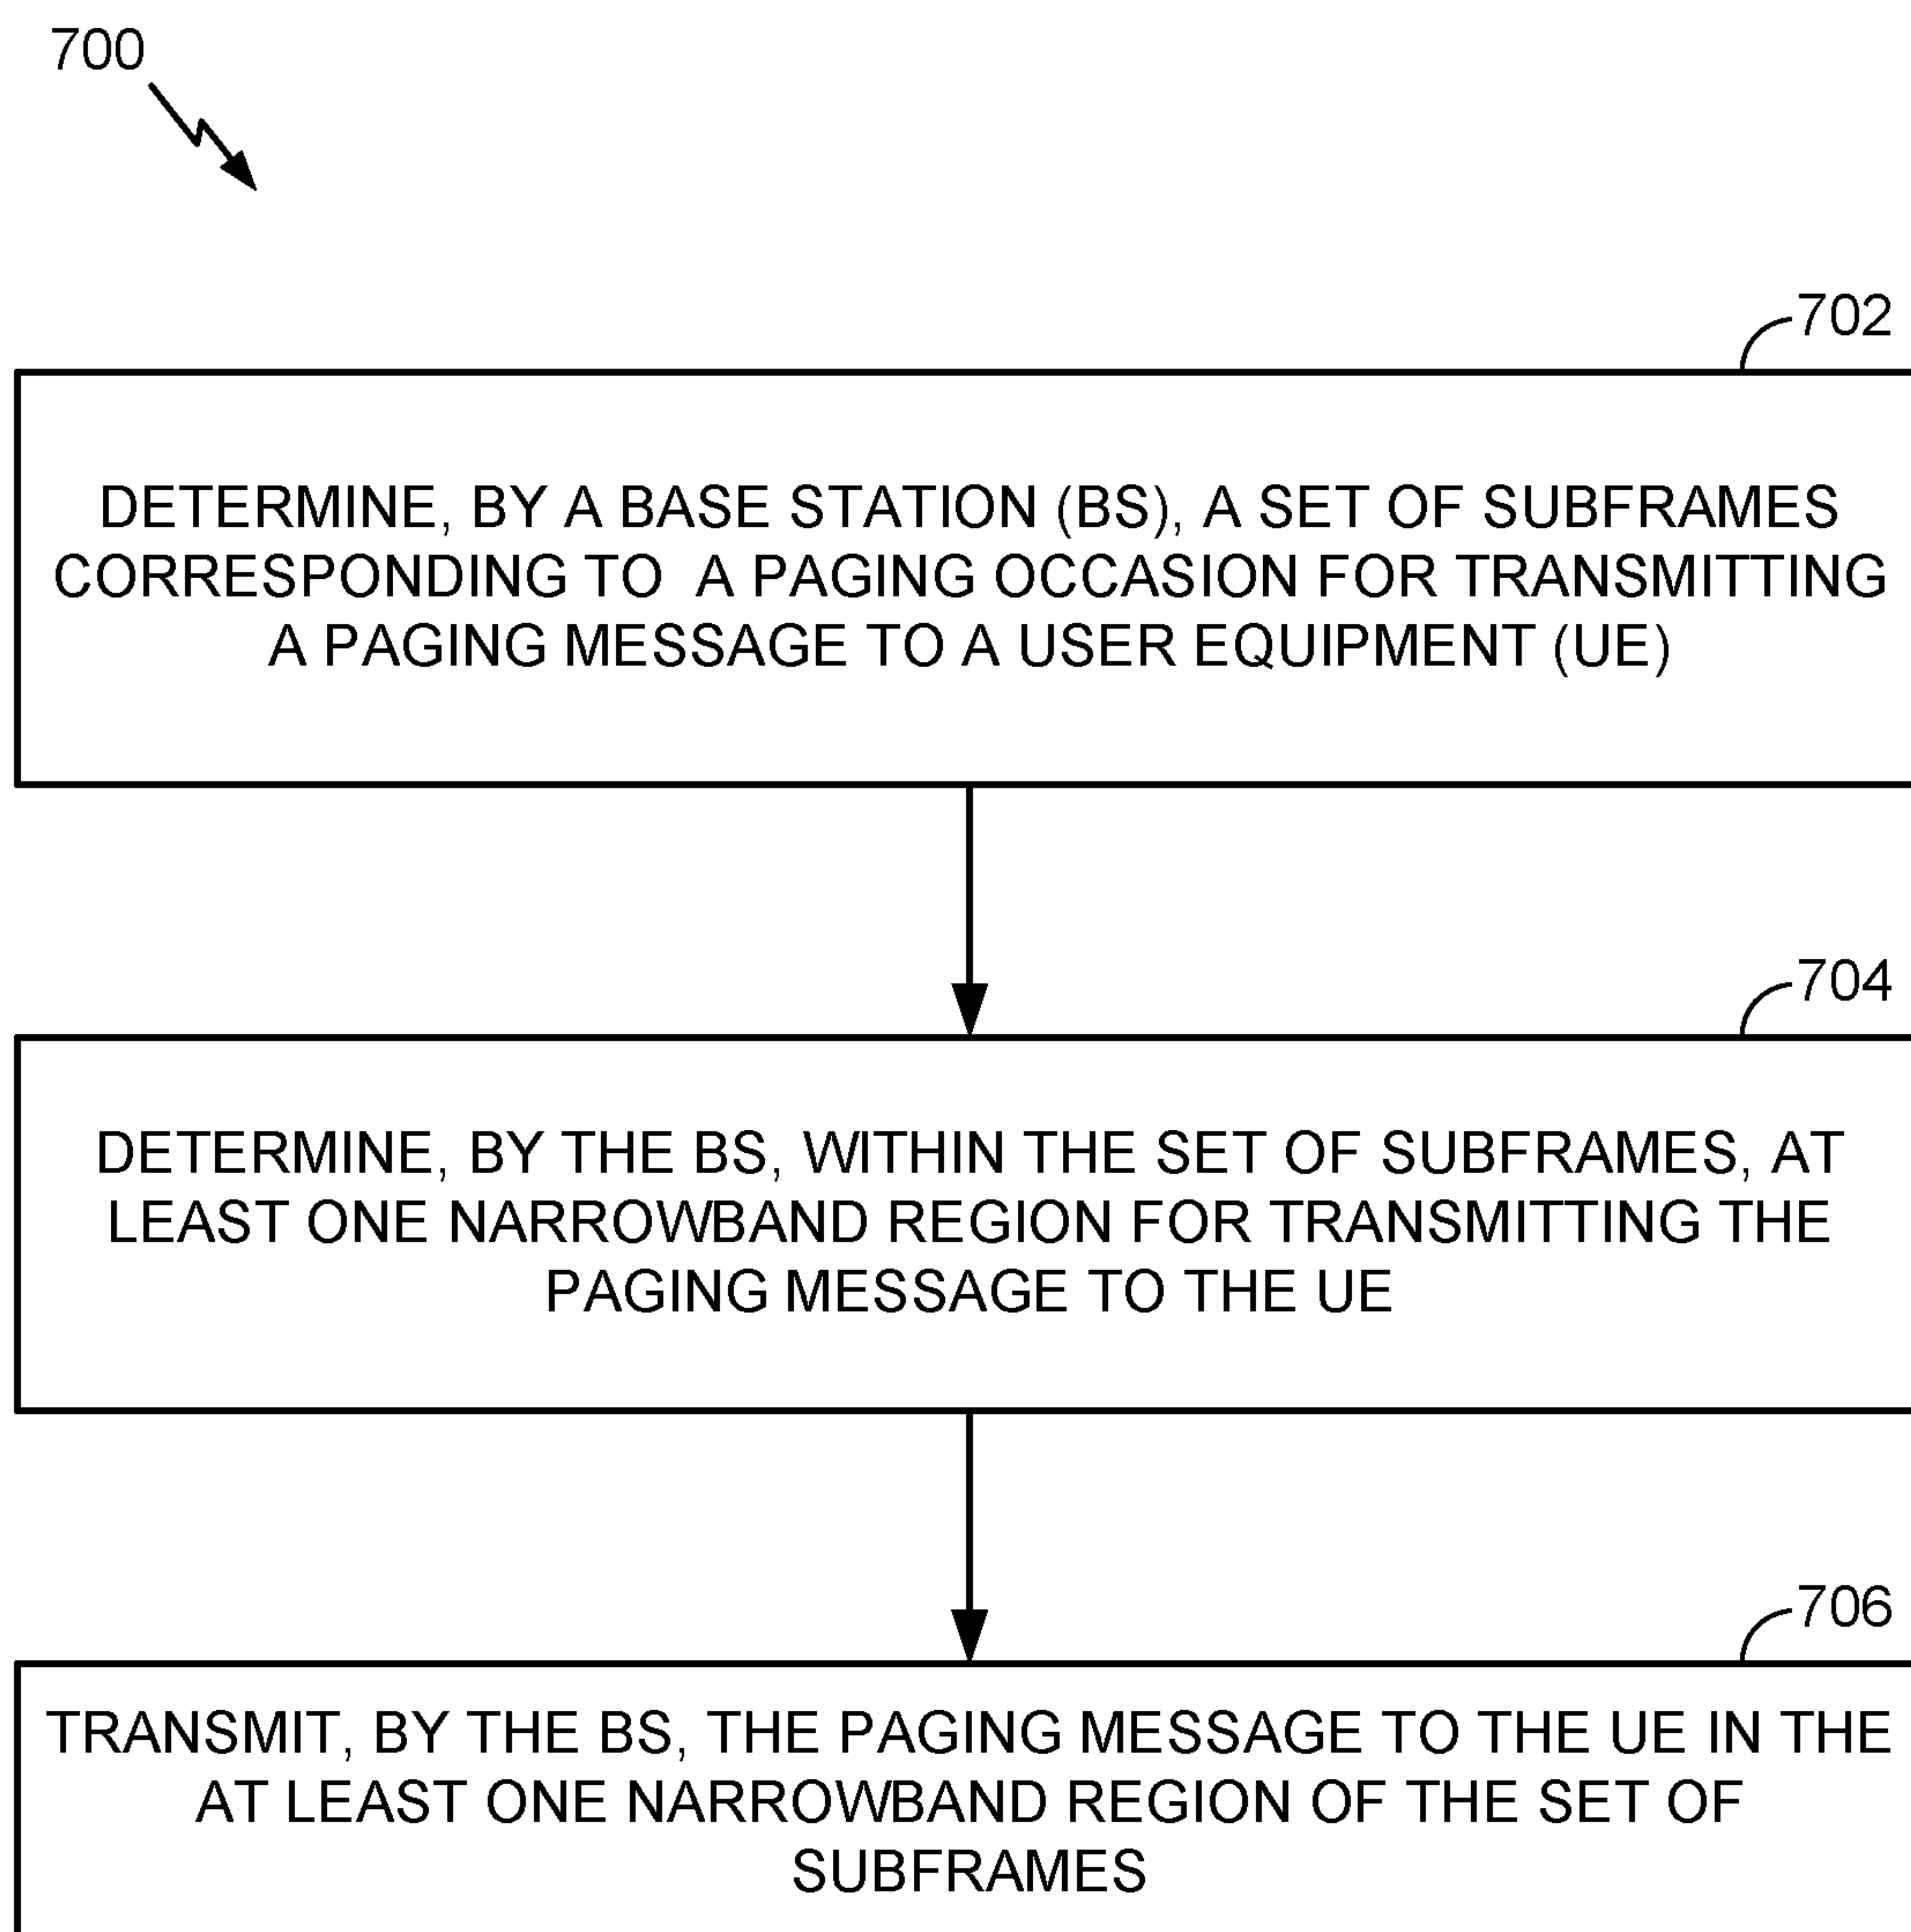 700
702
DETERMINE, BY A BASE STATION (BS), A SET OF SUBFRAMES
CORRESPONDING TO A PAGING OCCASION FOR TRANSMITTING
A PAGING MESSAGE TO A USER EQUIPMENT (UE)
704
DETERMINE, BY THE BS, WITHIN THE SET OF SUBFRAMES, AT
LEAST ONE NARROWBAND REGION FOR TRANSMITTING THE
PAGING MESSAGE TO THE UE
706
TRANSMIT, BY THE BS, THE PAGING MESSAGE TO THE UE IN THE
AT LEAST ONE NARROWBAND REGION OF THE SET OF
SUBFRAMES